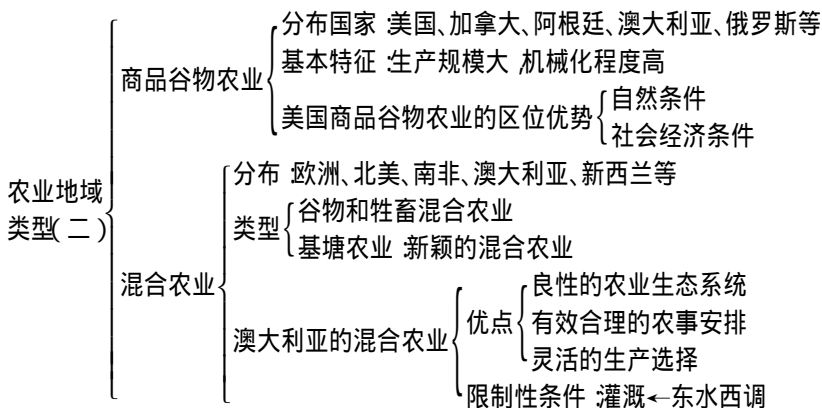 分布国家:美国、加拿大、阿根廷、澳大利亚、俄罗斯等
商品谷物农业
基本特征:生产规模大,机械化程度高
美国商品谷物农业的区位优势
自然条件
社会经济条件
农业地域
类型(二)
混合农业
分布:欧洲、北美、南非、澳大利亚、新西兰等
类型
谷物和牲畜混合农业
基塘农业:新颖的混合农业
澳大利亚的混合农业
优点
良性的农业生态系统
有效合理的农事安排
灵活的生产选择
限制性条件:灌溉←东水西调